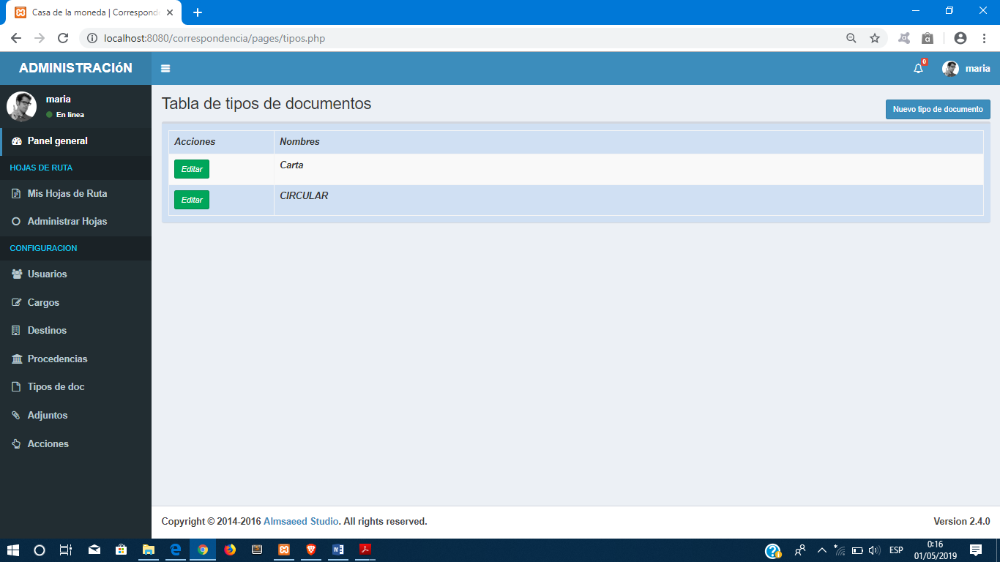 Casa de la moneda | Corresponde
localhost:8080/correspondencia/pages/tipos.php
ADMINISTRACIóN
0
maria
maria
En linea
Panel general
HOJAS DE RUTA
Mis Hojas de Ruta
Administrar Hojas
CONFIGURACION
Usuarios
Cargos
Destinos
Procedencias
Tipos de doc
Adjuntos
Acciones
Tabla de tipos de documentos
Nuevo tipo de documento
Acciones Nombres
Editar Carta
Editar CIRCULAR
Copyright © 2014-2016 Almsaeed Studio. All rights reserved.
Version 2.4.0
ESP
0:16
01/05/2019